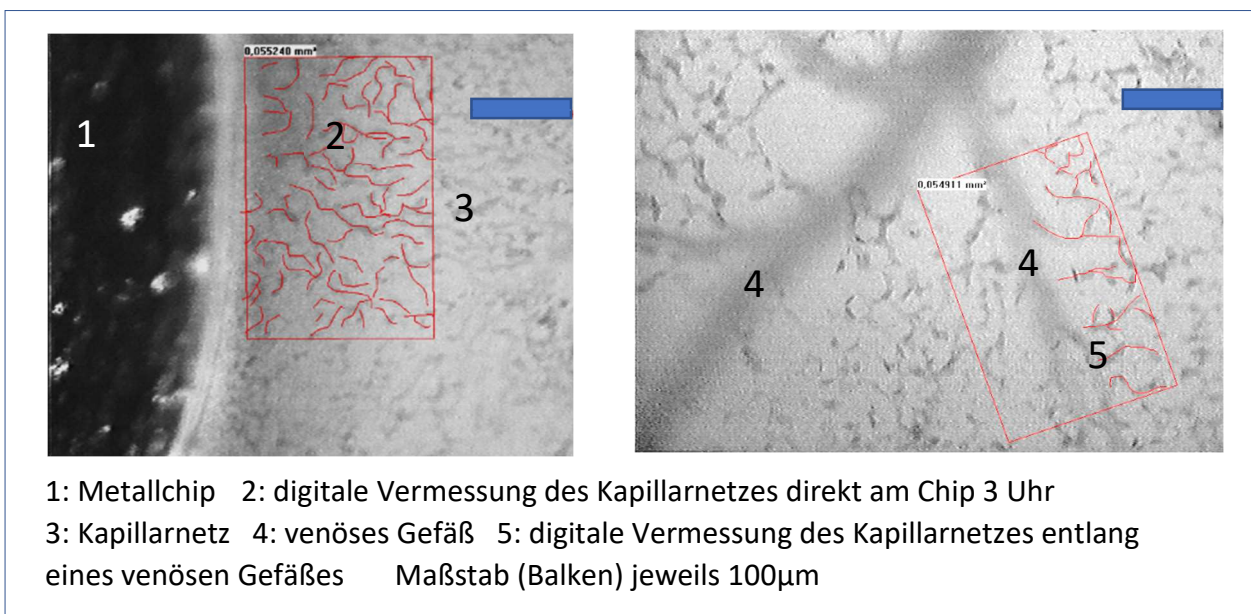 0,055240 mm²
1
2
3
0,054911 mm²
4
4
5
1: Metallchip 2: digitale Vermessung des Kapillarnetzes direkt am Chip 3 Uhr
3: Kapillarnetz 4: venöses Gefäß 5: digitale Vermessung des Kapillarnetzes entlang
eines venösen Gefäßes Maßstab (Balken) jeweils 100µm